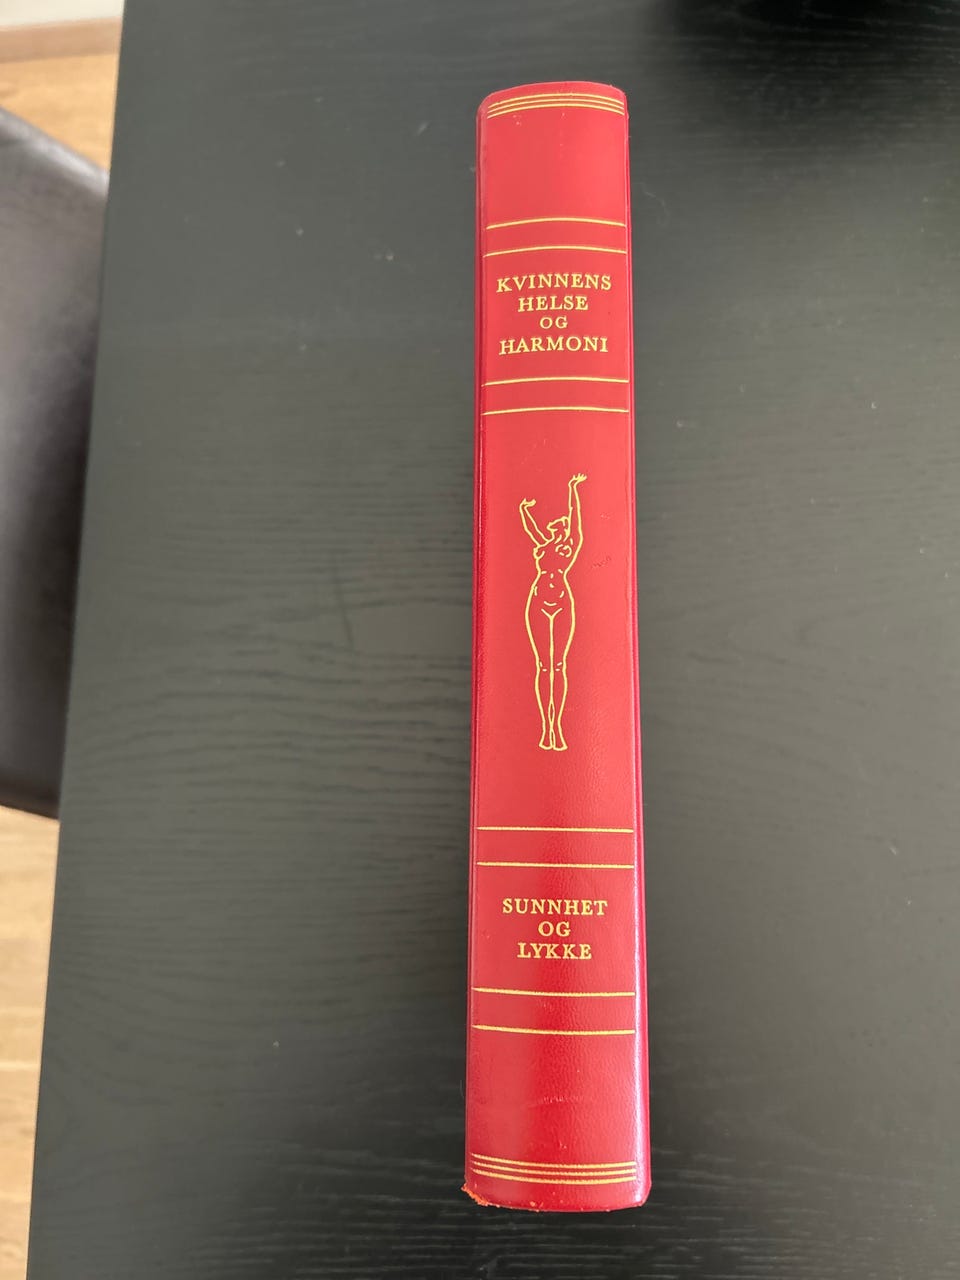 KVINNENS
HELSE
OG
HARMONI
SUNNHET
OG
LYKKE